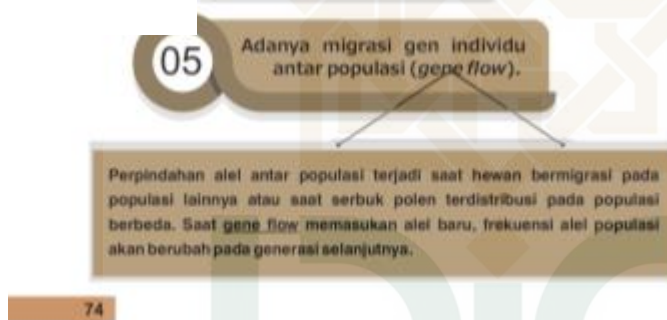 05
Adanya migrasi gen individu
antar populasi (gene flow).
Perpindahan alel antar populasi terjadi saat hewan bermigrasi pada
populasi lainnya atau saat serbuk polen terdistribusi pada populasi
berbeda. Saat gene flow memasukan alel baru, frekuensi alel populasi
akan berubah pada generasi selanjutnya.
74